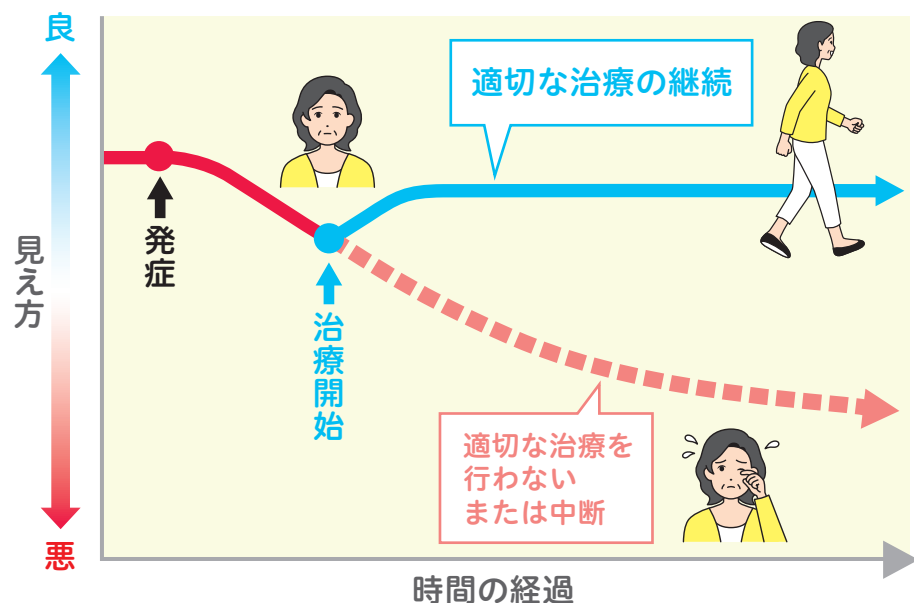 良
見え方
悪
発症
治療開始
適切な治療の継続
適切な治療を
行わない
または中断
時間の経過